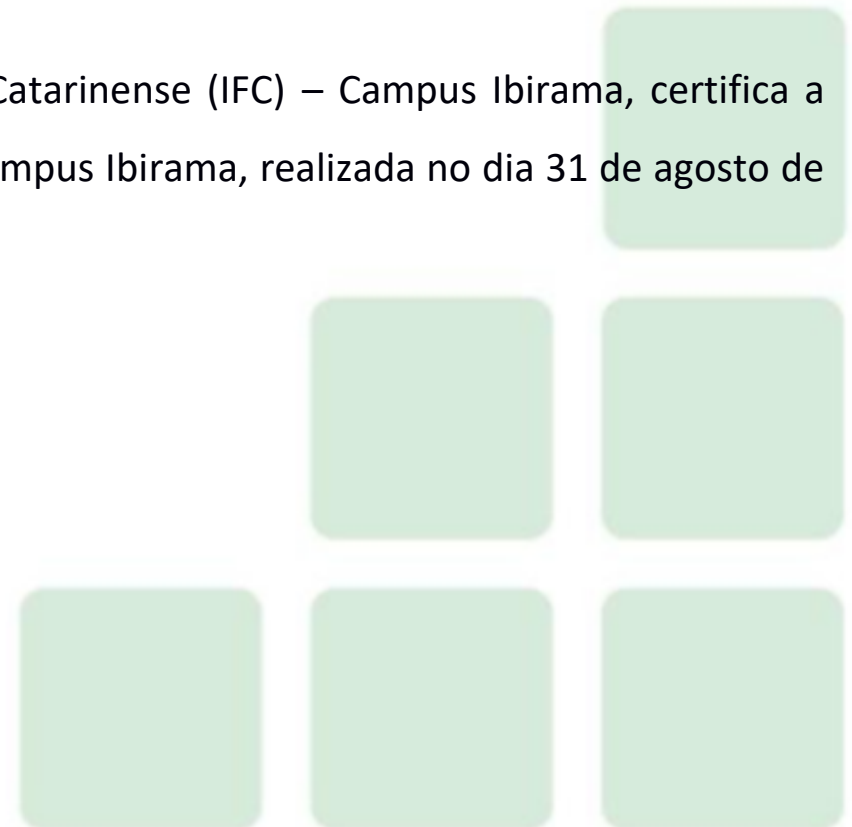 Catarinense (IFC) – Campus Ibirama, certifica a
mpus Ibirama, realizada no dia 31 de agosto de